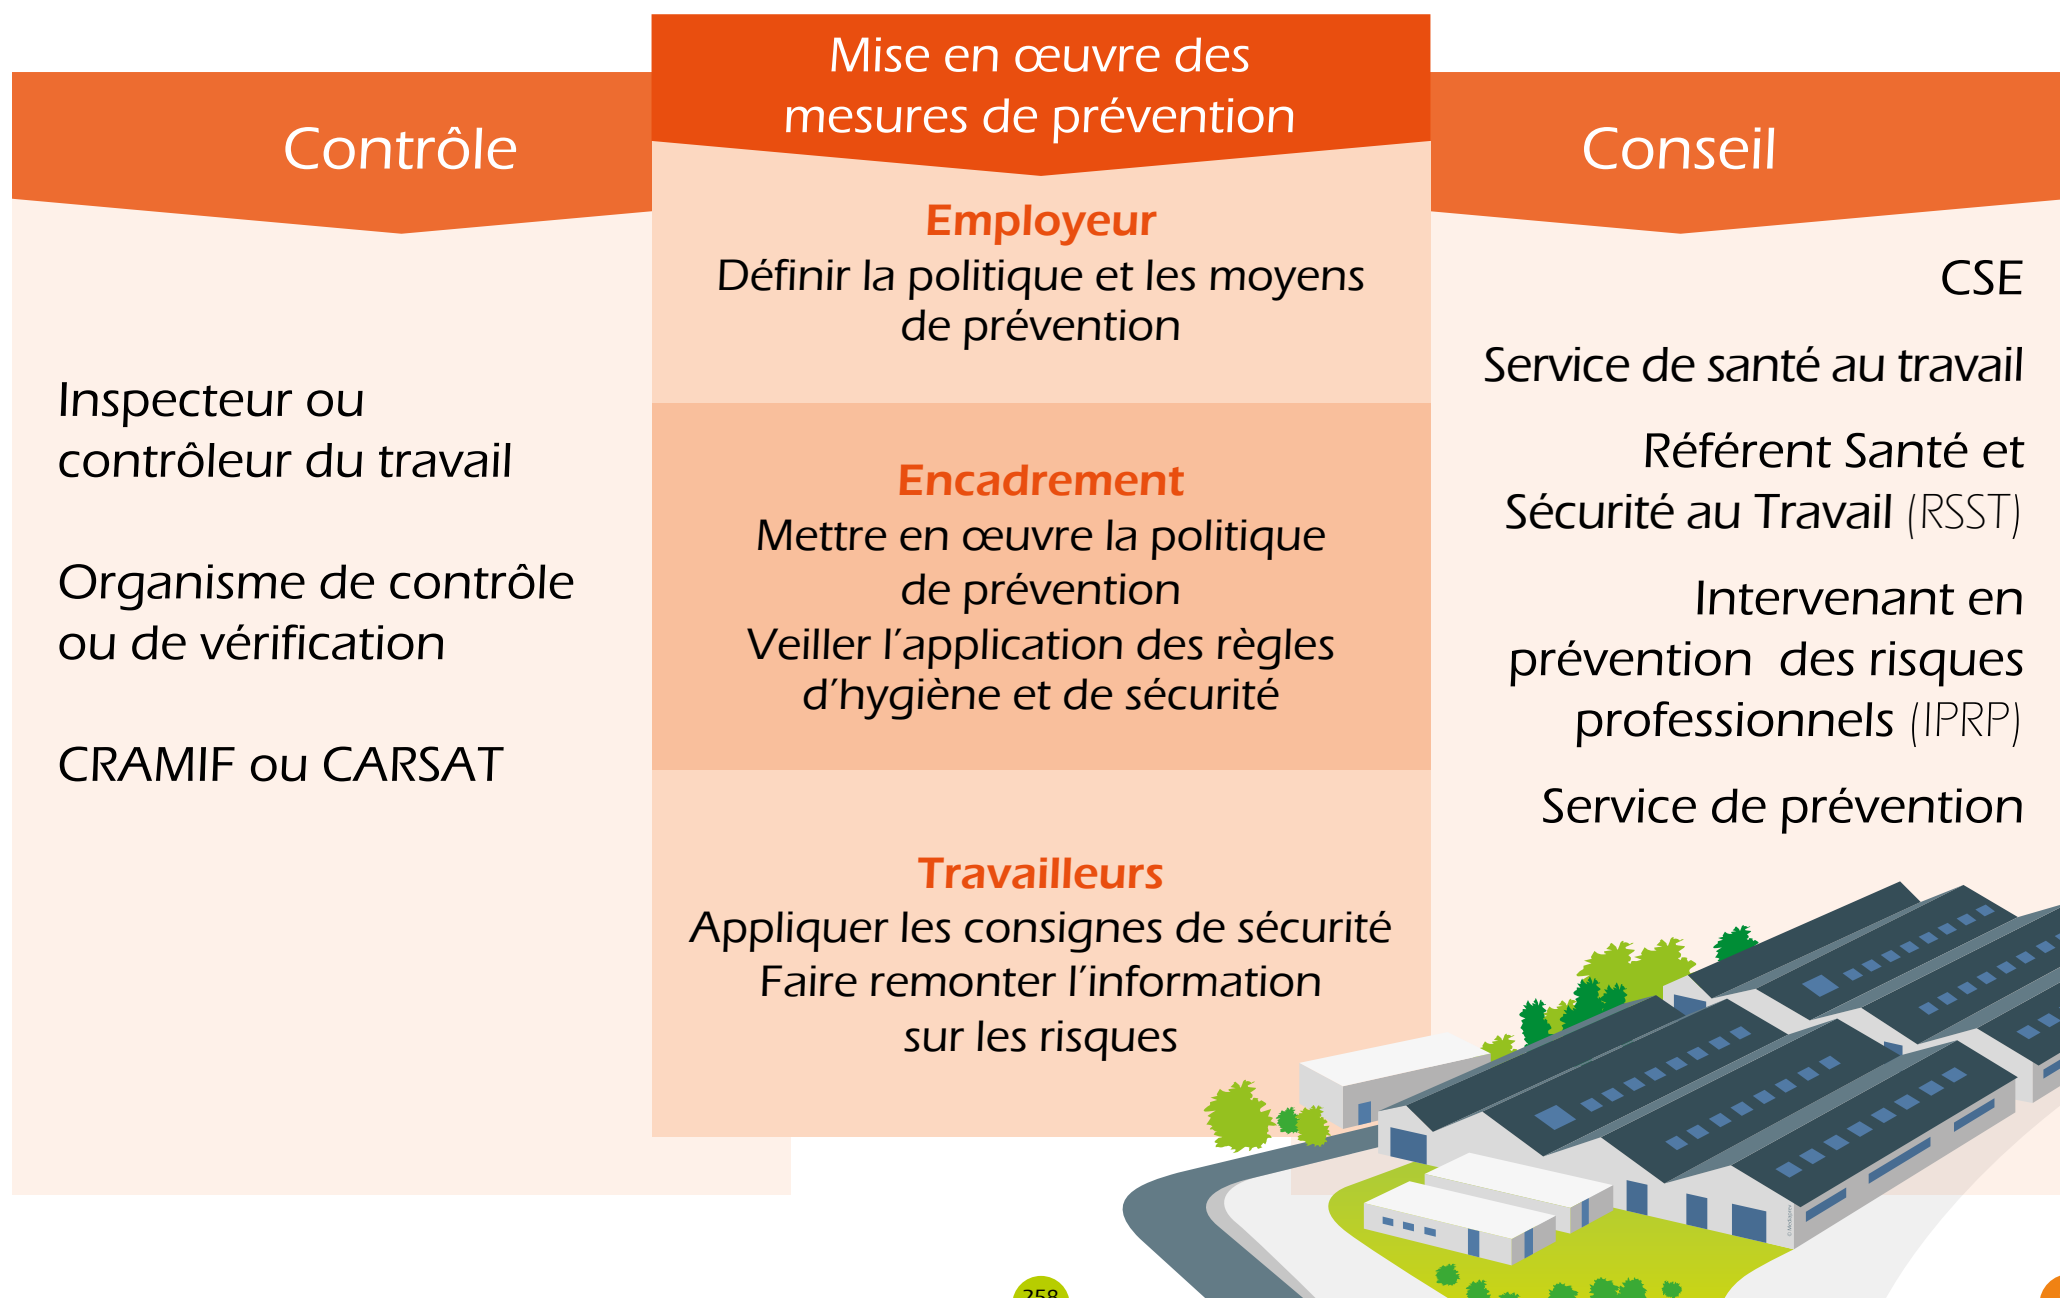 Contrôle
Inspecteur ou
contrôleur du travail
Organisme de contrôle
ou de vérification
CRAMIF ou CARSAT
Mise en œuvre des
mesures de prévention
Employeur
Définir la politique et les moyens
de prévention
Encadrement
Mettre en œuvre la politique
de prévention
Veiller l’application des règles
d’hygiène et de sécurité
Travailleurs
Appliquer les consignes de sécurité
Faire remonter l’information
sur les risques
Conseil
CSE
Service de santé au travail
Référent Santé et
Sécurité au Travail (RSST)
Intervenant en
prévention des risques
professionnels (IPRP)
Service de prévention
258